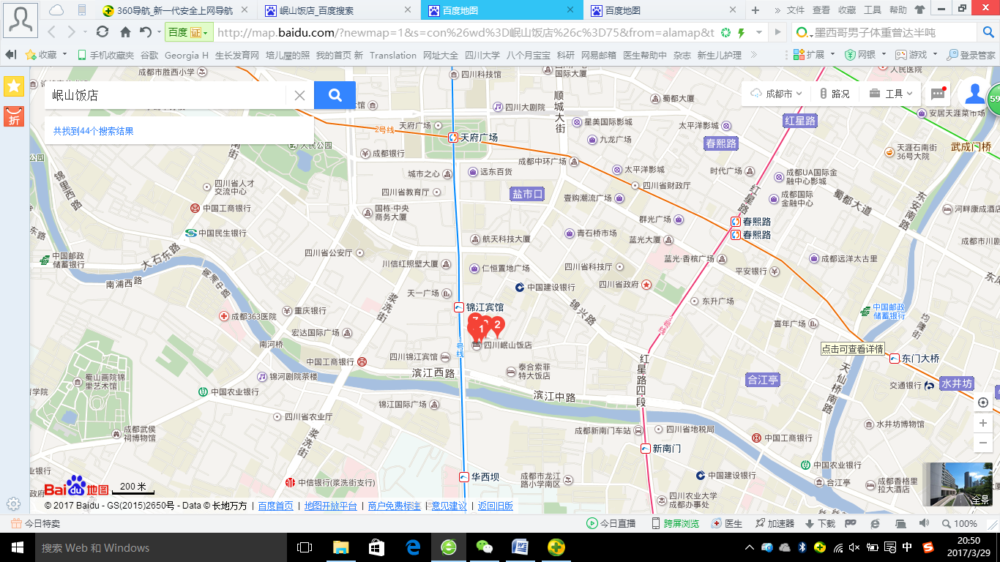 360导航_新一代安全上网导航
岷山饭店_百度搜索
百度地图
百度地图
文件 查看 收藏 工具 帮助
百度 证
http://map.baidu.com/?newmap=1&s=con%26wd%3D岷山饭店%26c%3D75&from=alamap&t
墨西哥男子体重曾达半吨
收藏 手机收藏夹 谷歌 Georgia H 生长发育网 培儿屋的照 我的首页 新 Translation 网址大全 四川大学 八个月宝宝 科研 网易邮箱 医生帮助中 杂志 新生儿护理
扩展 网银 游戏 登录管家
折
岷山饭店
共找到44个搜索结果
成都市 路况 工具
59
成都市胜西小学
四川科技馆
国际大厦
人民医院
顺城大街
四川大剧院
蜀都大厦
安居天涯菜市场
红星路
星美国际影城
太平洋影城
天府广场
2号线
天府广场
九龙广场
春熙路
天涯石南街36号大院
武成门桥
人民公园
成都银行
成都中环广场
公园
锦里西路
南街
城市之心
远东百货
太平洋影城
时代广场
成都UA国际金融中心影城
四川省人才交流中心
四川省教育厅
盐市口
四川省财政厅
红星路
成都国际金融中心
蜀都大道
东安南路
中国工商银行
国栋·中央商务大厦
壹购潮流广场
群光广场
河畔康成酒店
春熙路
春熙路
中国民生银行
东路
航天科技大厦
青石桥市场
蓝光大厦
成都市川剧
大石东路
四川省公安厅
川信红照壁大厦
仁恒置地广场
四川省科技厅
蓝光·香槟广场
成都远洋太古里
平安银行
中国邮政储蓄银行
南浦西路
中国建设银行
四川省政府
天一广场
浆洗街
锦江宾馆
锦兴路
东升广场
中国邮政储蓄银行
重庆银行
成都363医院
喜年广场
均隆街
宏达国际广场
7
1
2
四川岷山饭店
1号线
点击可查看详情
南河桥
中国工商银行
四川锦江宾馆
泰合索菲特大饭店
滨江西路
红星路四段
东门大桥
天仙桥南路
合江亭
交通银行
水井坊
蜀山画院锦里艺术馆
锦河剧院茶楼
中国农业银行
滨江中路
锦江国际广场
四川省农业厅
成都新南门车站
四川省地税局
水井坊博物馆
成都武侯祠博物馆
浆洗街
中国工商银行
新南门
中国农业银行
中国建设银行
华西坝
成都市龙江路小学南区
中信银行(浆洗街支行)
合江亭
成都香格里拉大酒店
四川农业大学成都办事处
全景
Bai 地图
200 米
© 2017 Baidu - GS(2015)2650号 - Data © 长地万方 | 百度首页 | 地图开放平台 | 商户免费标注 | 意见建议 | 返回旧版
今日特卖
今日直播 跨屏浏览 医生 加速器 下载 100%
搜索 Web 和 Windows
中
20:50
2017/3/29